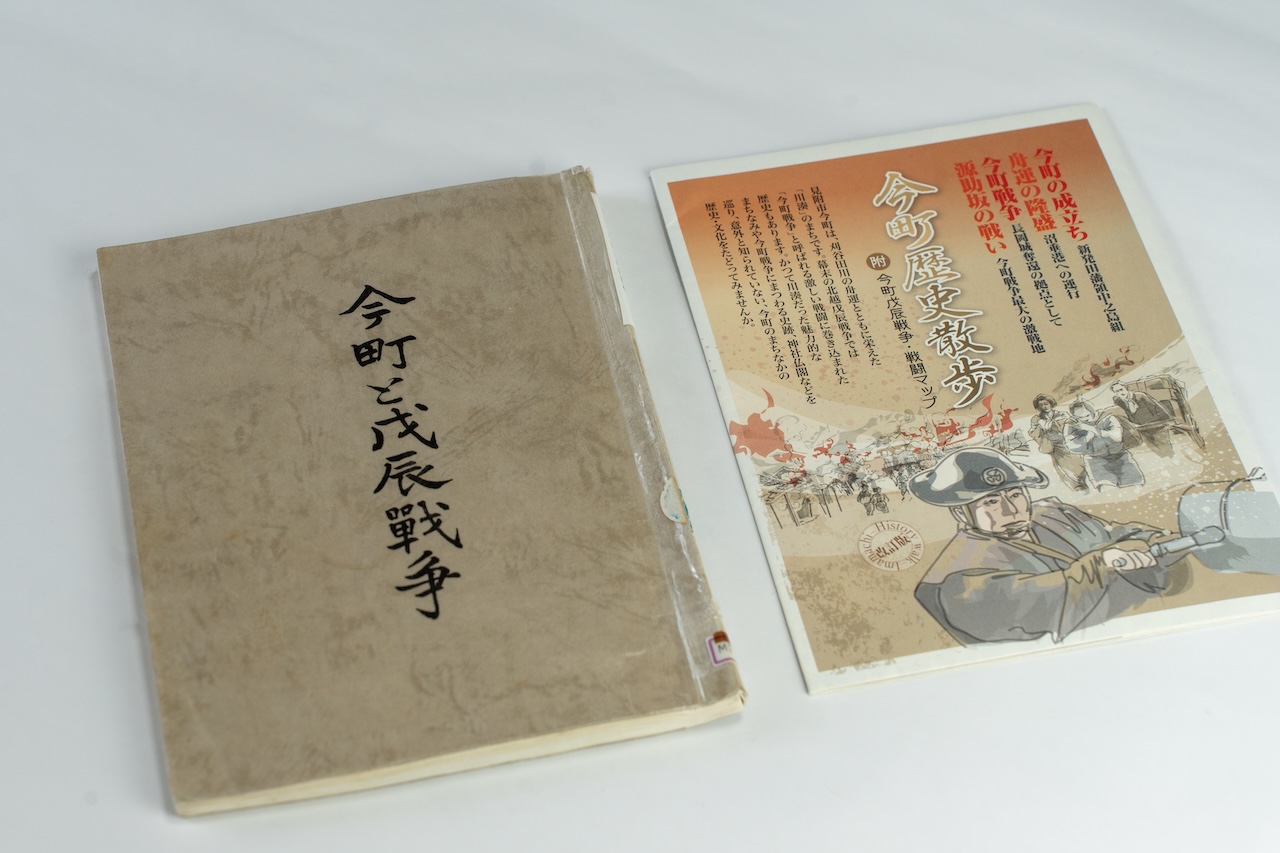 今町と戊辰戰争
M
今町の成立ち 新発田藩領中之島組
舟運の隆盛 沼垂港への運行
今町戦争 長岡城奪還の拠点として
源助坂の戦い 今町戦争最大の激戦地
今町歴史散歩
附 今町戊辰戦争・戦闘マップ
見附市今町は、刈谷田川の舟運とともに栄えた
「川湊」のまちです。幕末の北越戊辰戦争では
「今町戦争」と呼ばれる激しい戦闘に巻き込まれた
歴史もあります。かつて川湊だった魅力的な
まちなみや今町戦争にまつわる史跡、神社仏閣などを
巡り、意外と知られていない、今町のまちなかの
歴史・文化をたどってみませんか。
Imamachi History walk
改訂版